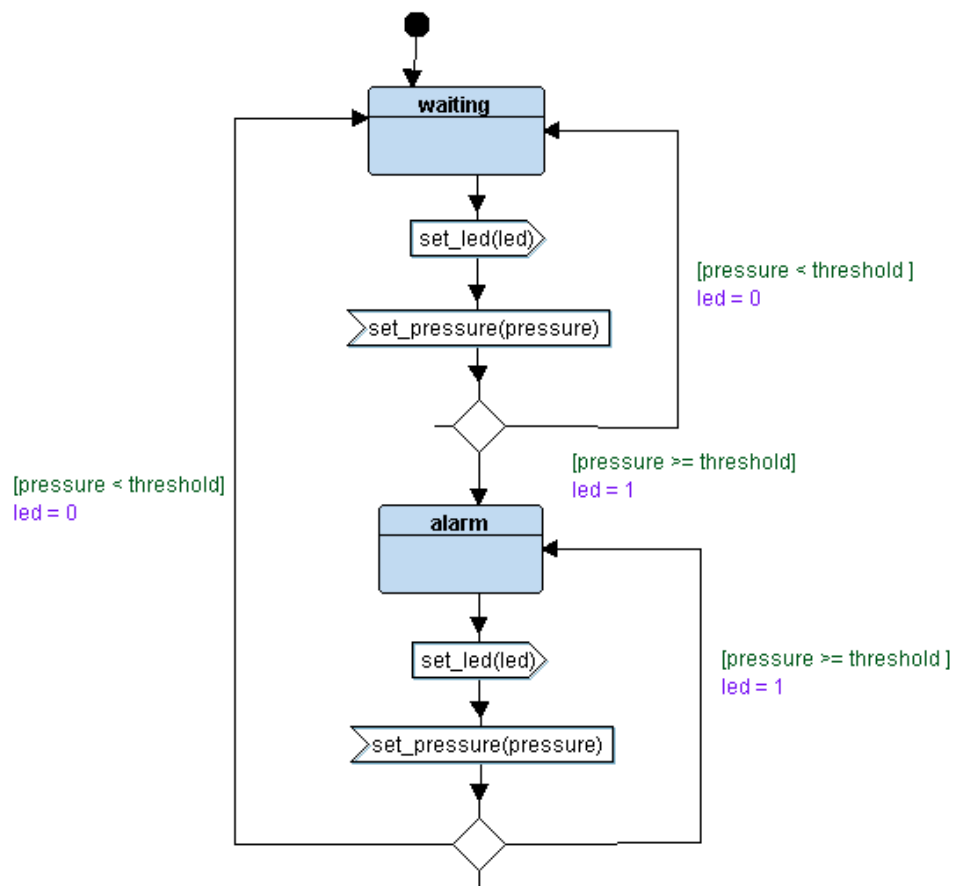 waiting
set_led(led)
[pressure < threshold ]
led = 0
set_pressure(pressure)
[pressure >= threshold]
led = 1
[pressure < threshold]
led = 0
alarm
set_led(led)
[pressure >= threshold ]
led = 1
set_pressure(pressure)